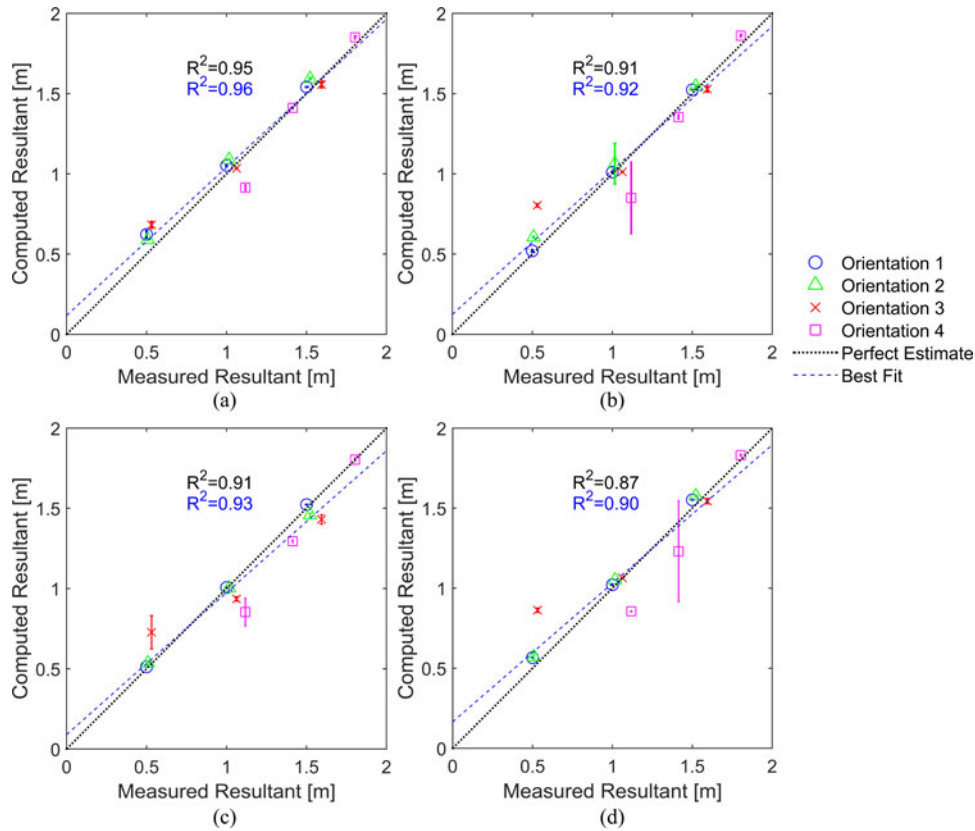 2
1.5
1
0.5
0
Computed Resultant [m]
R²=0.95
R²=0.96
0 0.5 1 1.5 2
Measured Resultant [m]
(a)
2
1.5
1
0.5
0
Computed Resultant [m]
R²=0.91
R²=0.92
0 0.5 1 1.5 2
Measured Resultant [m]
(b)
Orientation 1
Orientation 2
Orientation 3
Orientation 4
Perfect Estimate
Best Fit
2
1.5
1
0.5
0
Computed Resultant [m]
R²=0.91
R²=0.93
0 0.5 1 1.5 2
Measured Resultant [m]
(c)
2
1.5
1
0.5
0
Computed Resultant [m]
R²=0.87
R²=0.90
0 0.5 1 1.5 2
Measured Resultant [m]
(d)